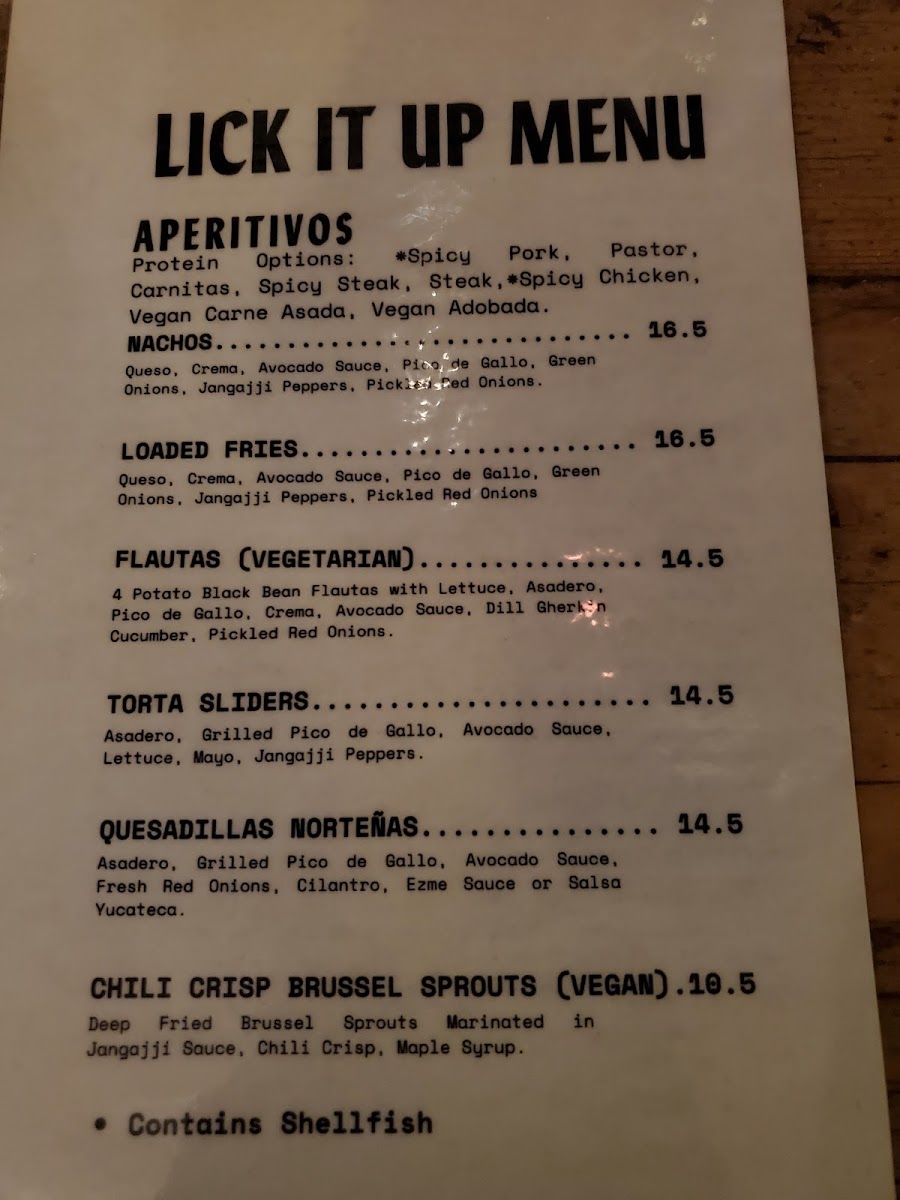 LICK IT UP MENU
APERITIVOS
Protein Options: *Spicy Pork, Pastor,
Carnitas, Spicy Steak, Steak,*Spicy Chicken,
Vegan Carne Asada, Vegan Adobada.
NACHOS.............................. 16.5
Queso, Crema, Avocado Sauce, Pico de Gallo, Green
Onions, Jangajji Peppers, Pickled Red Onions.
LOADED FRIES........................ 16.5
Queso, Crema, Avocado Sauce, Pico de Gallo, Green
Onions, Jangajji Peppers, Pickled Red Onions
FLAUTAS (VEGETARIAN)................ 14.5
4 Potato Black Bean Flautas with Lettuce, Asadero,
Pico de Gallo, Crema, Avocado Sauce, Dill Gherkin
Cucumber, Pickled Red Onions.
TORTA SLIDERS........................ 14.5
Asadero, Grilled Pico de Gallo, Avocado Sauce,
Lettuce, Mayo, Jangajji Peppers.
QUESADILLAS NORTEÑAS............... 14.5
Asadero, Grilled Pico de Gallo, Avocado Sauce,
Fresh Red Onions, Cilantro, Ezme Sauce or Salsa
Yucateca.
CHILI CRISP BRUSSEL SPROUTS (VEGAN).10.5
Deep Fried Brussel Sprouts Marinated in
Jangajji Sauce, Chili Crisp, Maple Syrup.
• Contains Shellfish